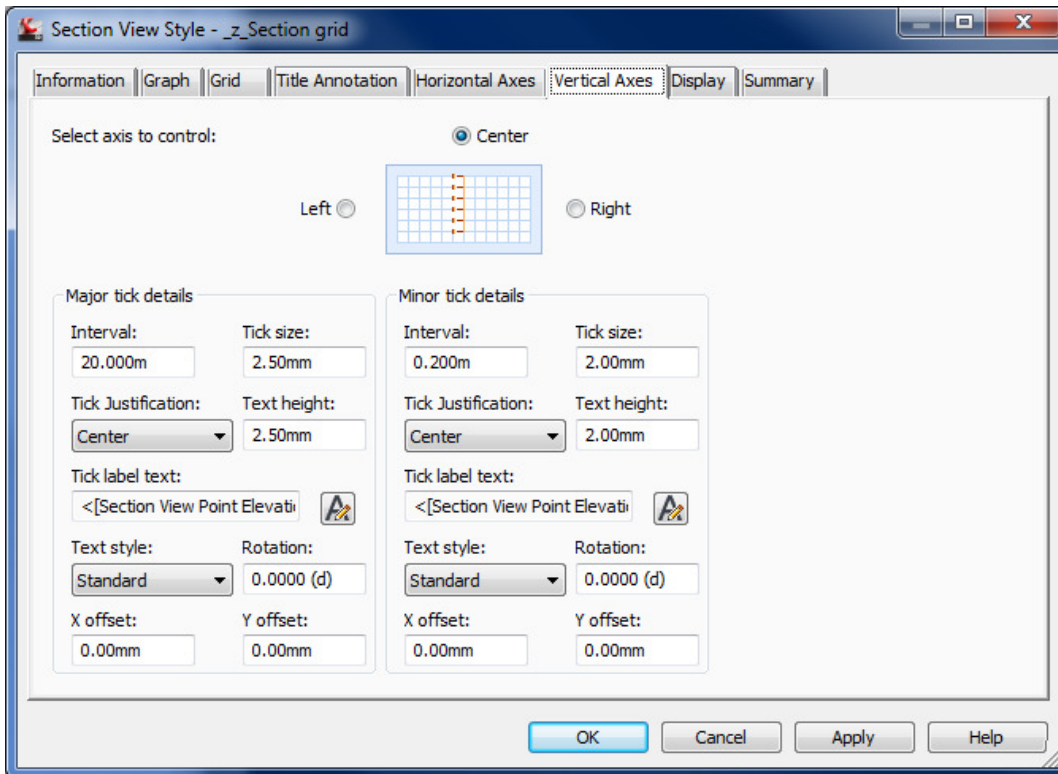 Section View Style - _z_Section grid
Information Graph Grid Title Annotation Horizontal Axes Vertical Axes Display Summary
Select axis to control:
Center
Left
Right
Major tick details
Interval: Tick size:
20.000m 2.50mm
Tick Justification: Text height:
Center 2.50mm
Tick label text:
<[Section View Point Elevati
Text style: Rotation:
Standard 0.0000 (d)
X offset: Y offset:
0.00mm 0.00mm
Minor tick details
Interval: Tick size:
0.200m 2.00mm
Tick Justification: Text height:
Center 2.00mm
Tick label text:
<[Section View Point Elevati
Text style: Rotation:
Standard 0.0000 (d)
X offset: Y offset:
0.00mm 0.00mm
OK Cancel Apply Help